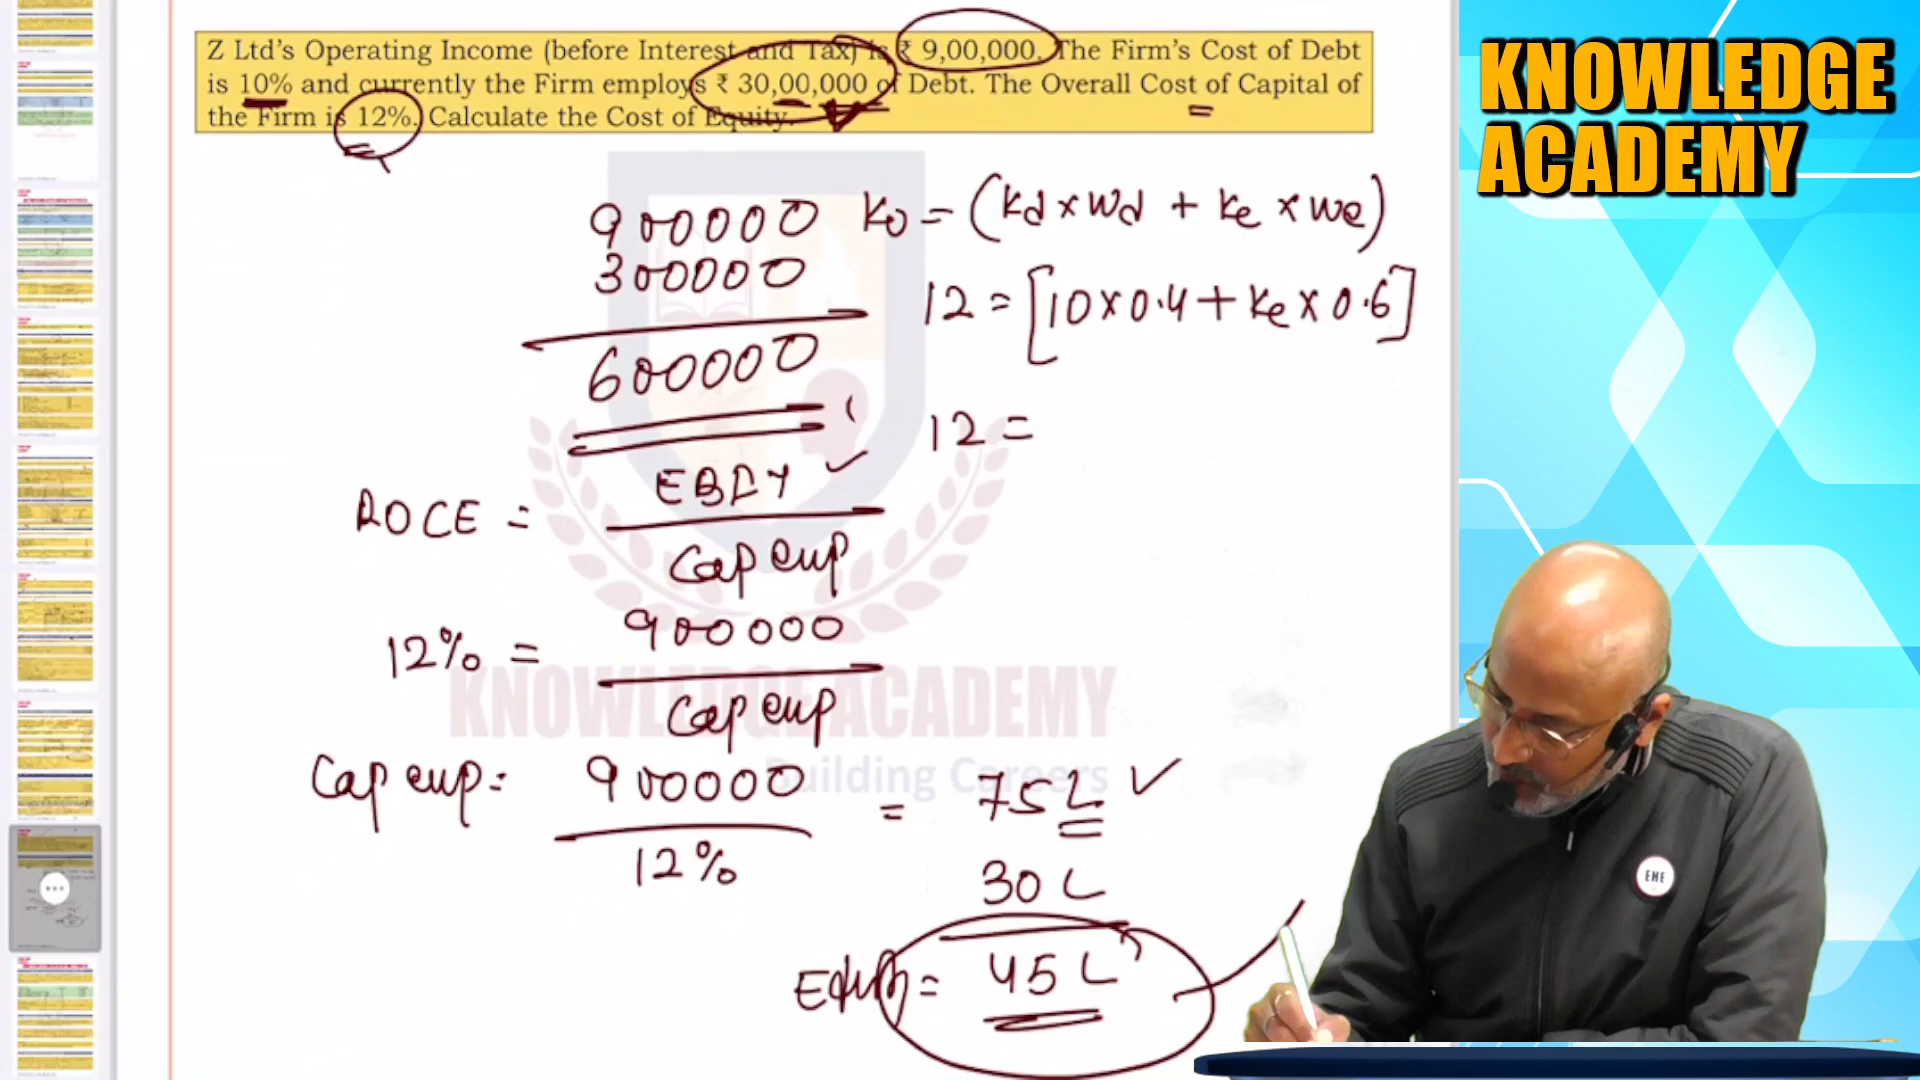 Z Ltd's Operating Income (before Interest and Tax) is ₹ 9,00,000. The Firm's Cost of Debt
is 10% and currently the Firm employs ₹ 30,00,000 of Debt. The Overall Cost of Capital of
the Firm is 12%. Calculate the Cost of Equity.
KNOWLEDGE
ACADEMY
900000
300000
600000
Ko = (Kd x Wd + Ke x We)
12 = [10 x 0.4 + Ke x 0.6]
12 =
ROCE = EBIT
Cap emp
12% = 900000
Cap emp
Cap emp = 900000
12%
= 75 L
30 L
= 45 L
KNOWLEDGE ACADEMY
Building Careers
EHE